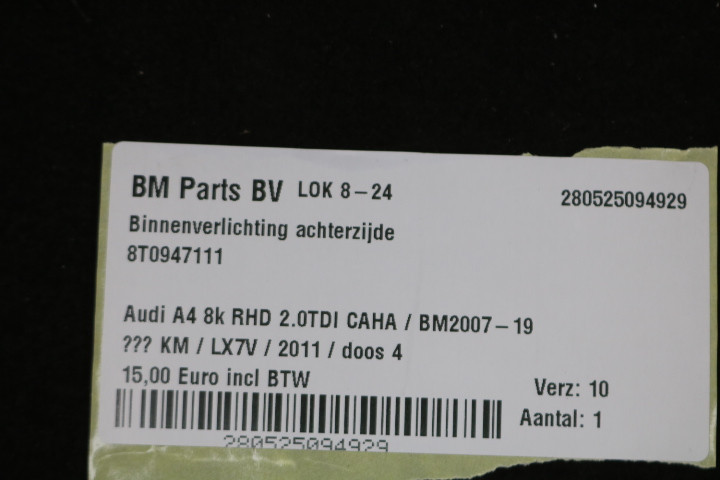 BM Parts BV LOK 8-24 280525094929
Binnenverlichting achterzijde
8T0947111
Audi A4 8k RHD 2.0TDI CAHA / BM2007-19
??? KM / LX7V / 2011 / doos 4
15,00 Euro incl BTW Verz: 10
Aantal: 1
280525094929